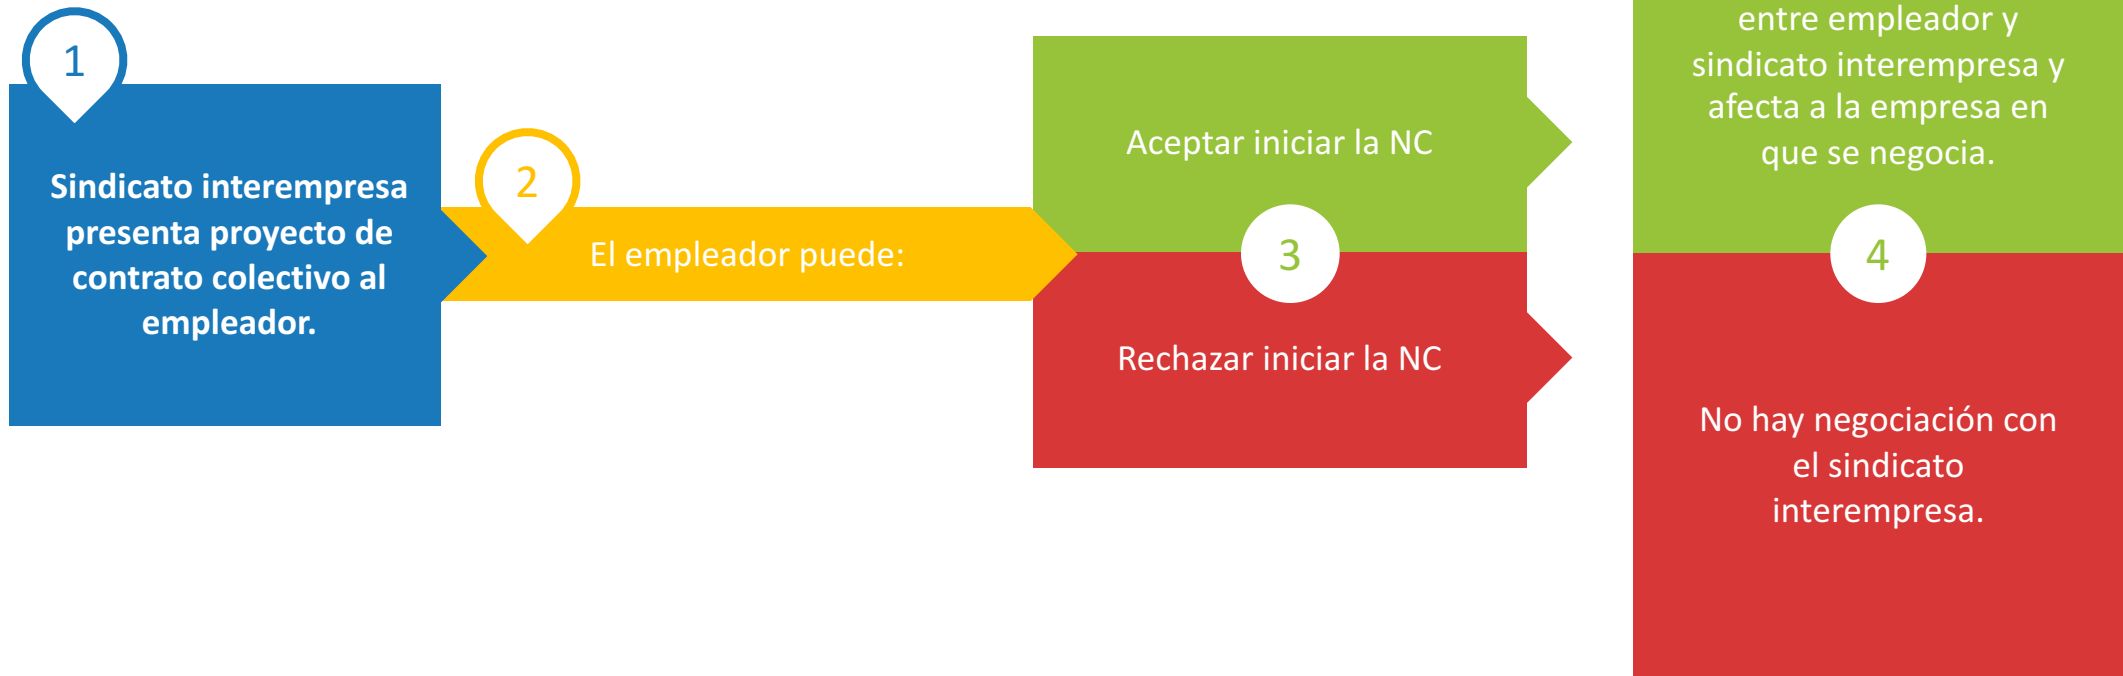 1
Sindicato interempresa
presenta proyecto de
contrato colectivo al
empleador.
2
El empleador puede:
Aceptar iniciar la NC
3
Rechazar iniciar la NC
entre empleador y
sindicato interempresa y
afecta a la empresa en
que se negocia.
4
No hay negociación con
el sindicato
interempresa.